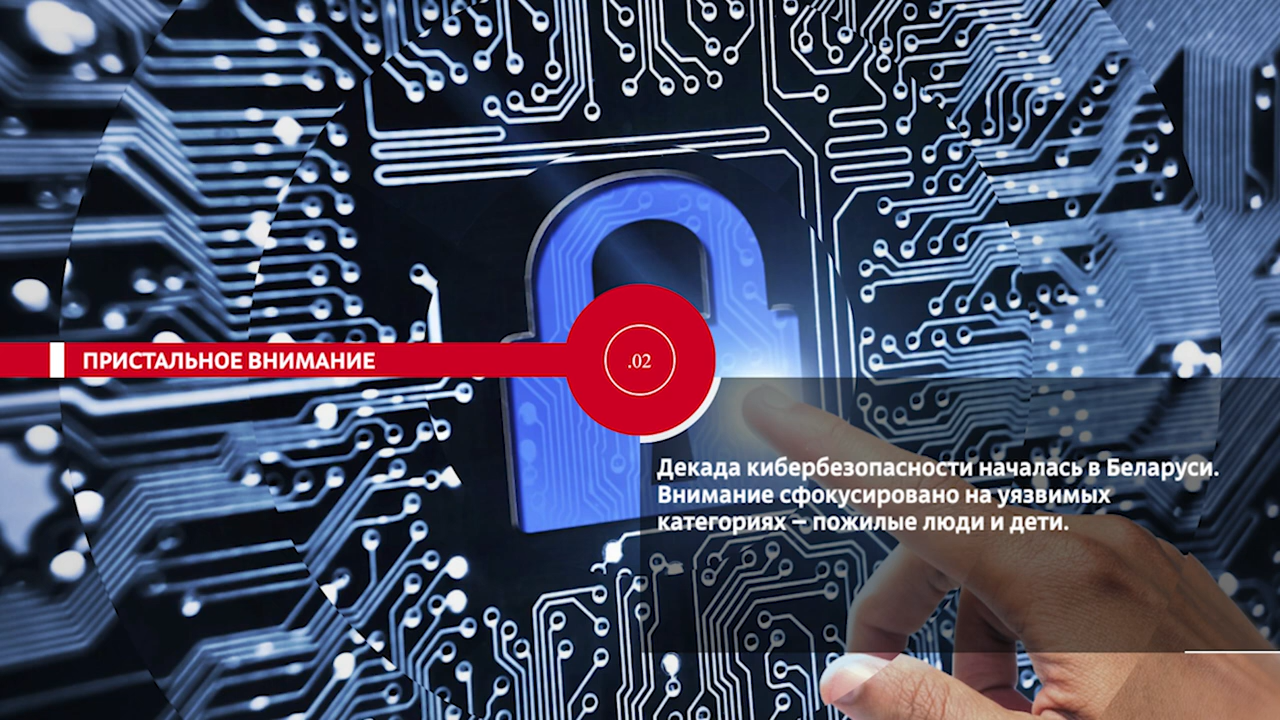 ПРИСТАЛЬНОЕ ВНИМАНИЕ
.02
Декада кибербезопасности началась в Беларуси.
Внимание сфокусировано на уязвимых
категориях – пожилые люди и дети.